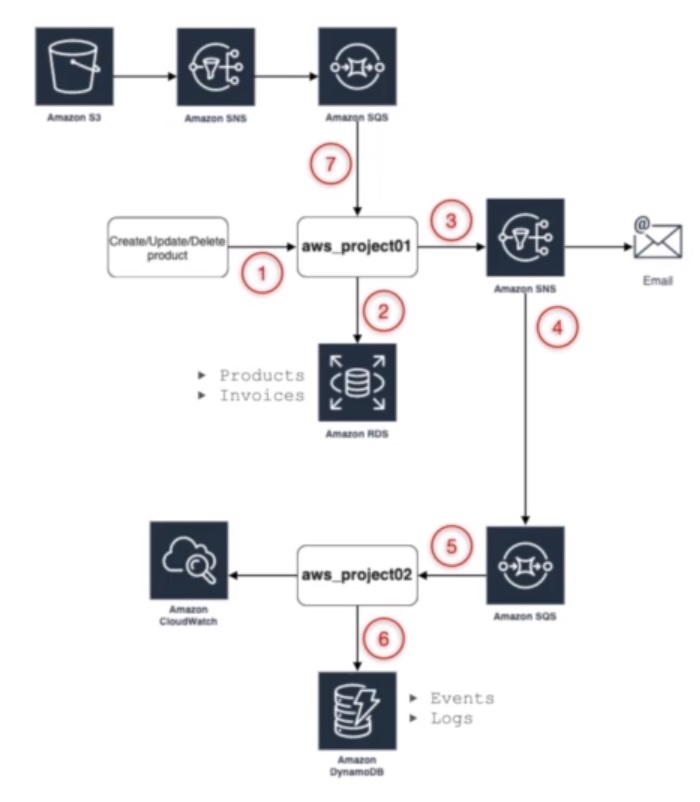 Amazon S3
Amazon SNS
Amazon SQS
7
Create/Update/Delete
product
1
aws_project01
3
Amazon SNS
@
Email
2
4
► Products
► Invoices
Amazon RDS
Amazon
CloudWatch
aws_project02
5
Amazon SQS
6
► Events
► Logs
Amazon
DynamoDB